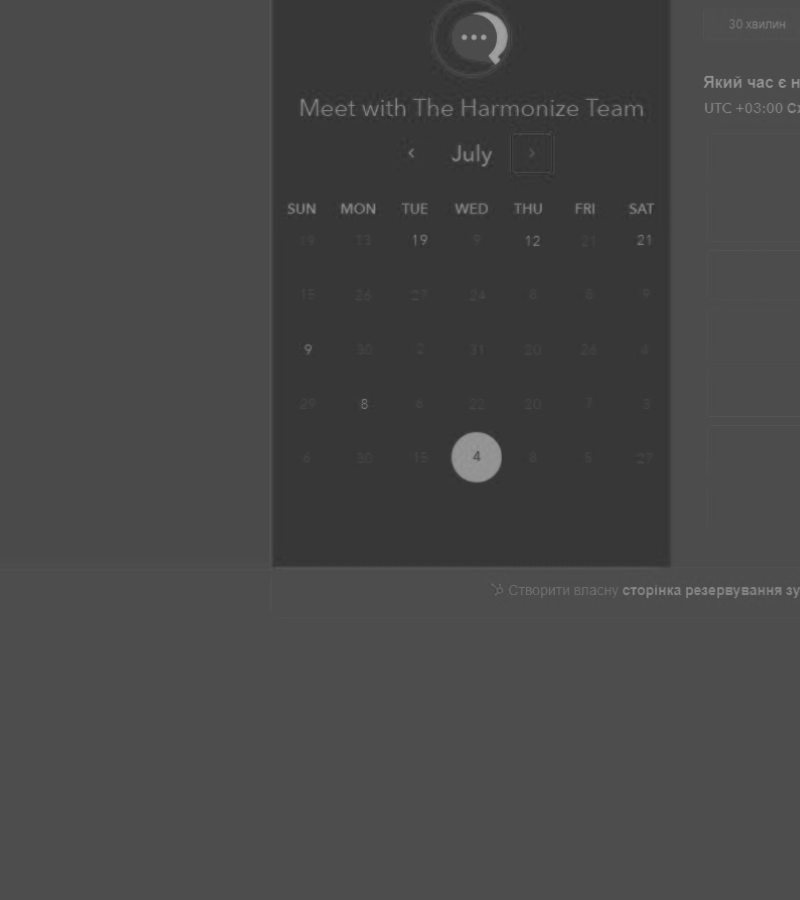 30 хвилин
Який час є н
UTC +03:00 Сх
Meet with The Harmonize Team
July
SUN MON TUE WED THU FRI SAT
19 13 19 9 12 21 21
15 26 27 24 8 8 9
9 30 2 31 20 26 4
29 8 6 22 20 7 3
6 30 15 4 8 5 27
Створити власну сторінка резервування зу